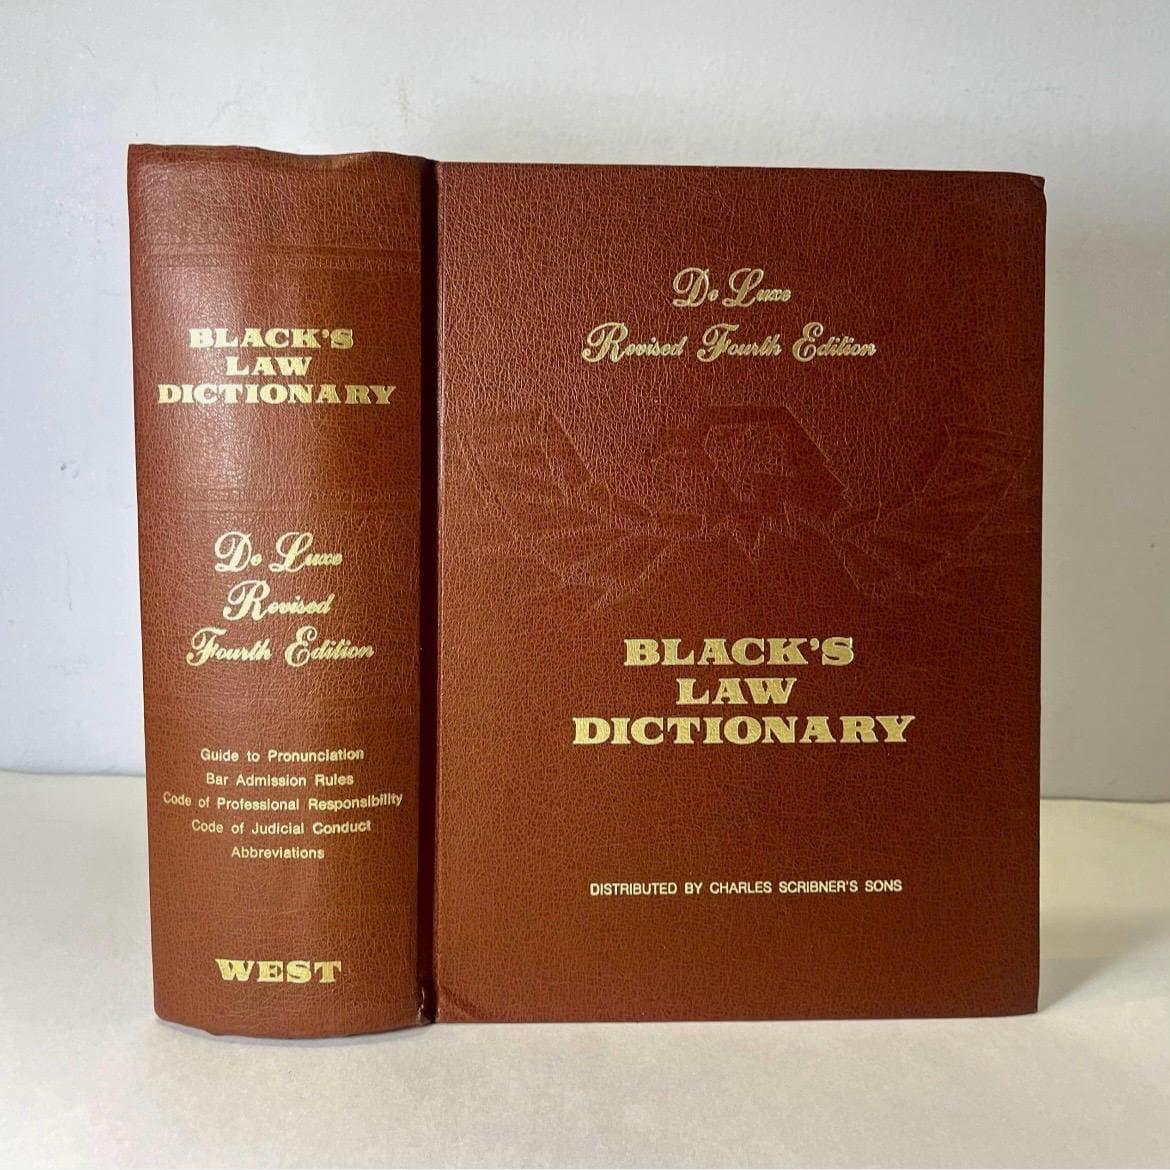 BLACK'S
LAW
DICTIONARY
De Luxe
Revised
Fourth Edition
Guide to Pronunciation
Bar Admission Rules
Code of Professional Responsibility
Code of Judicial Conduct
Abbreviations
WEST
De Luxe
Revised Fourth Edition
BLACK'S
LAW
DICTIONARY
DISTRIBUTED BY CHARLES SCRIBNER'S SONS